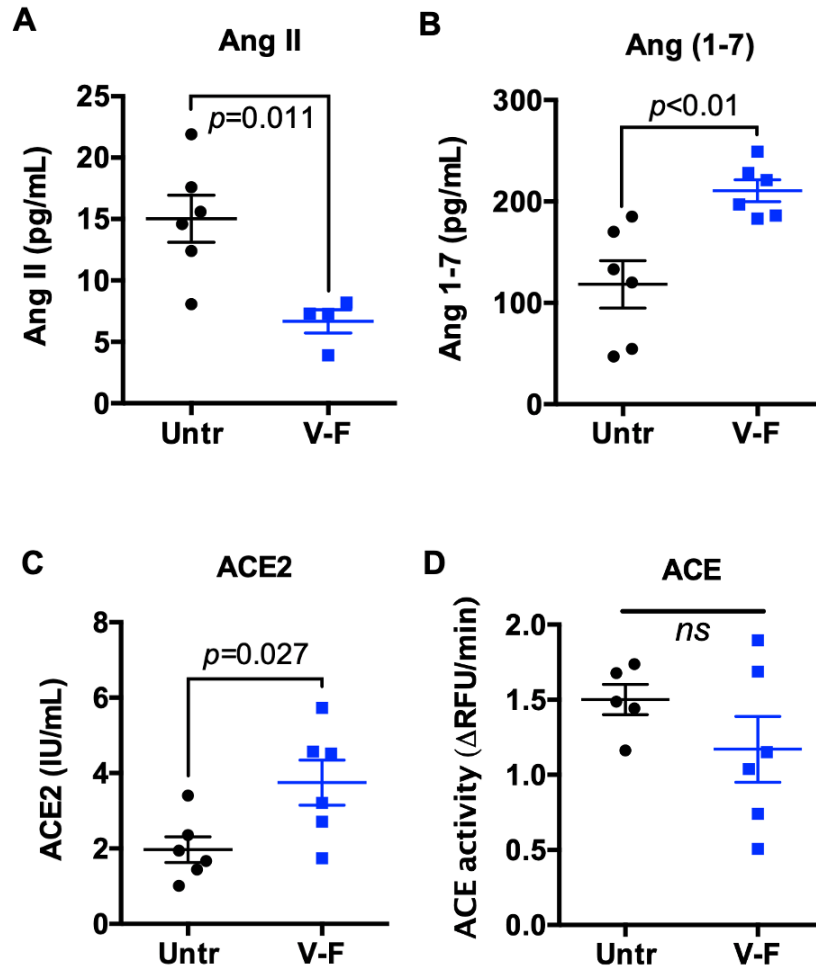 A
Ang II
Ang II (pg/mL)
25
20
15
10
5
0
p=0.011
Untr
V-F
B
Ang (1-7)
Ang 1-7 (pg/mL)
300
200
100
0
p<0.01
Untr
V-F
C
ACE2
ACE2 (IU/mL)
8
6
4
2
0
p=0.027
Untr
V-F
D
ACE
ACE activity (ΔRFU/min)
2.0
1.5
1.0
0.5
0.0
ns
Untr
V-F